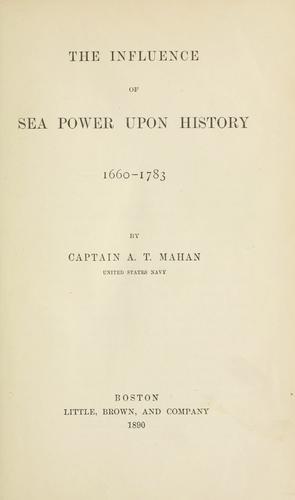 THE INFLUENCE
OF
SEA POWER UPON HISTORY
1660–1783
BY
CAPTAIN A. T. MAHAN
UNITED STATES NAVY
BOSTON
LITTLE, BROWN, AND COMPANY
1890